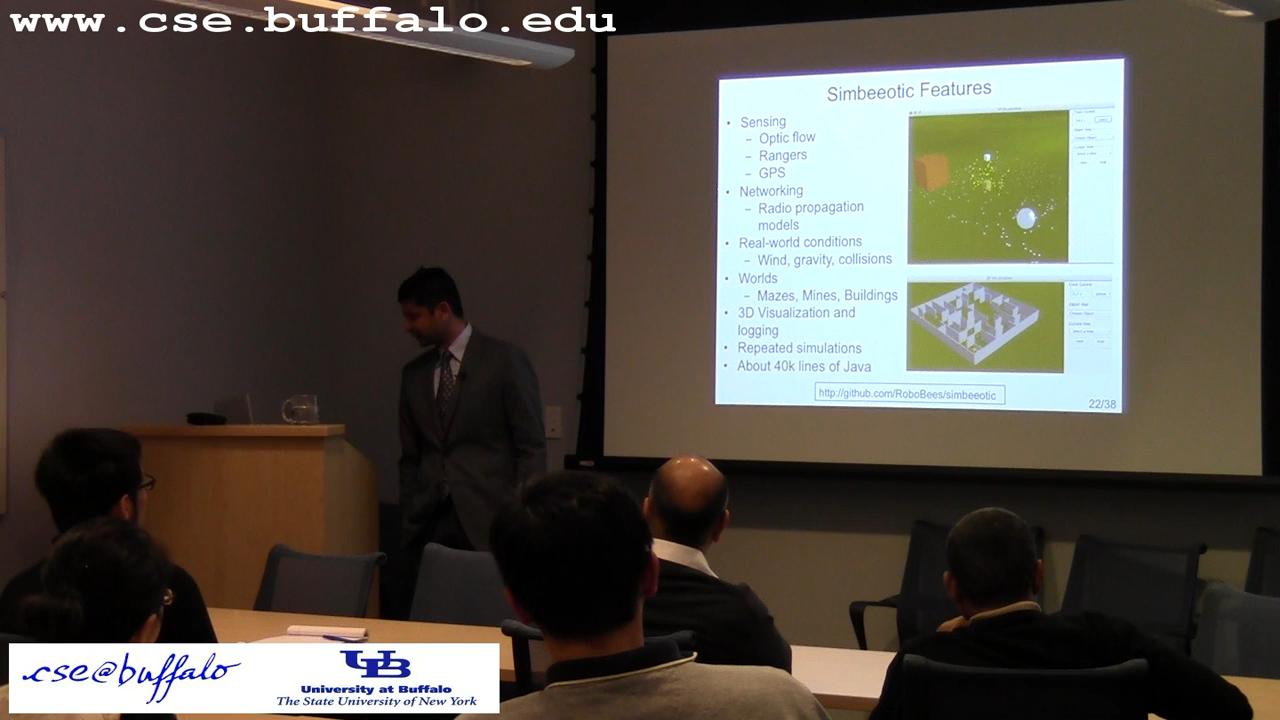 www.cse.buffalo.edu
Simbeeotic Features
• Sensing
– Optic flow
– Rangers
– GPS
• Networking
– Radio propagation
models
• Real-world conditions
– Wind, gravity, collisions
• Worlds
– Mazes, Mines, Buildings
• 3D Visualization and
logging
• Repeated simulations
• About 40k lines of Java
http://github.com/RoboBees/simbeeotic
22/38
cse@buffalo
UB
University at Buffalo
The State University of New York